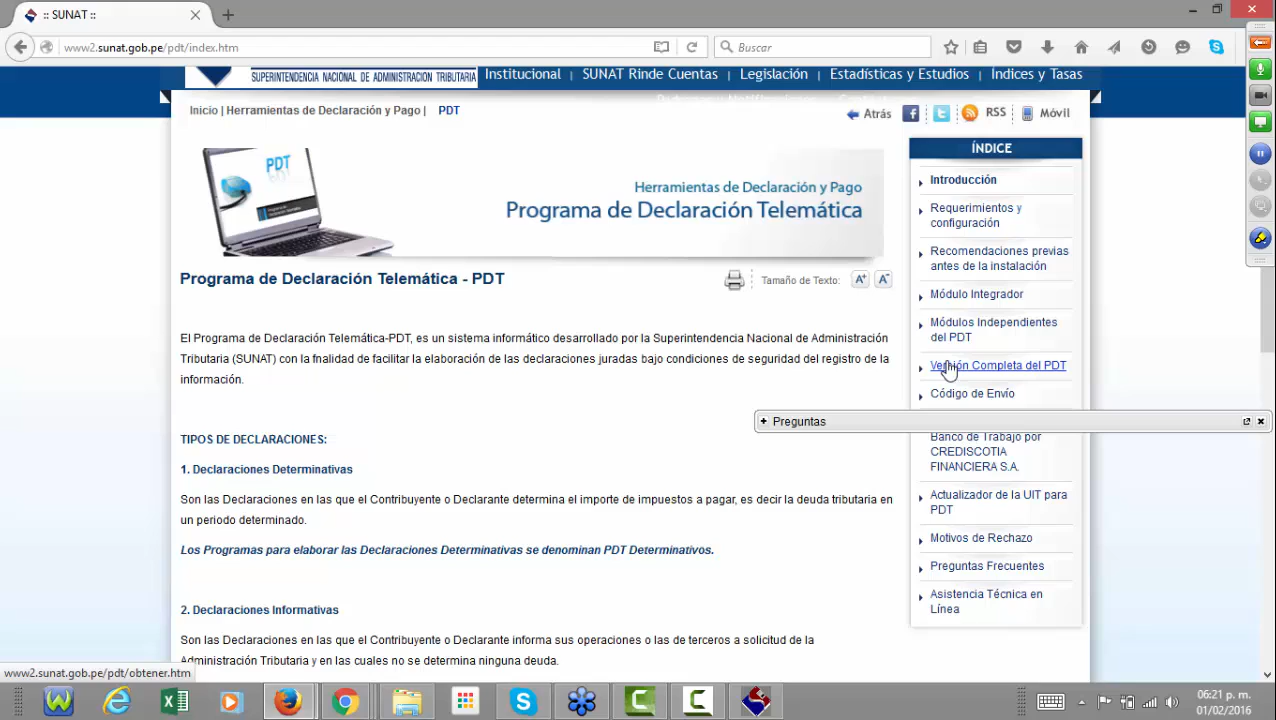 :: SUNAT ::
www2.sunat.gob.pe/pdt/index.htm
Buscar
SUPERINTENDENCIA NACIONAL DE ADMINISTRACIÓN TRIBUTARIA
Institucional
SUNAT Rinde Cuentas
Legislación
Estadísticas y Estudios
Índices y Tasas
Inicio | Herramientas de Declaración y Pago | PDT
Atrás
RSS
Móvil
PDT
Herramientas de Declaración y Pago
Programa de Declaración Telemática
Programa de Declaración Telemática - PDT
Tamaño de Texto:
A+
A-
El Programa de Declaración Telemática-PDT, es un sistema informático desarrollado por la Superintendencia Nacional de Administración
Tributaria (SUNAT) con la finalidad de facilitar la elaboración de las declaraciones juradas bajo condiciones de seguridad del registro de la
información.
TIPOS DE DECLARACIONES:
1. Declaraciones Determinativas
Son las Declaraciones en las que el Contribuyente o Declarante determina el importe de impuestos a pagar, es decir la deuda tributaria en
un periodo determinado.
Los Programas para elaborar las Declaraciones Determinativas se denominan PDT Determinativos.
2. Declaraciones Informativas
Son las Declaraciones en las que el Contribuyente o Declarante informa sus operaciones o las de terceros a solicitud de la
Administración Tributaria y en las cuales no se determina ninguna deuda.
ÍNDICE
Introducción
Requerimientos y
configuración
Recomendaciones previas
antes de la instalación
Módulo Integrador
Módulos Independientes
del PDT
Versión Completa del PDT
Código de Envío
Preguntas
Banco de Trabajo por
CREDISCOTIA
FINANCIERA S.A.
Actualizador de la UIT para
PDT
Motivos de Rechazo
Preguntas Frecuentes
Asistencia Técnica en
Línea
www2.sunat.gob.pe/pdt/obtener.htm
06:21 p. m.
01/02/2016